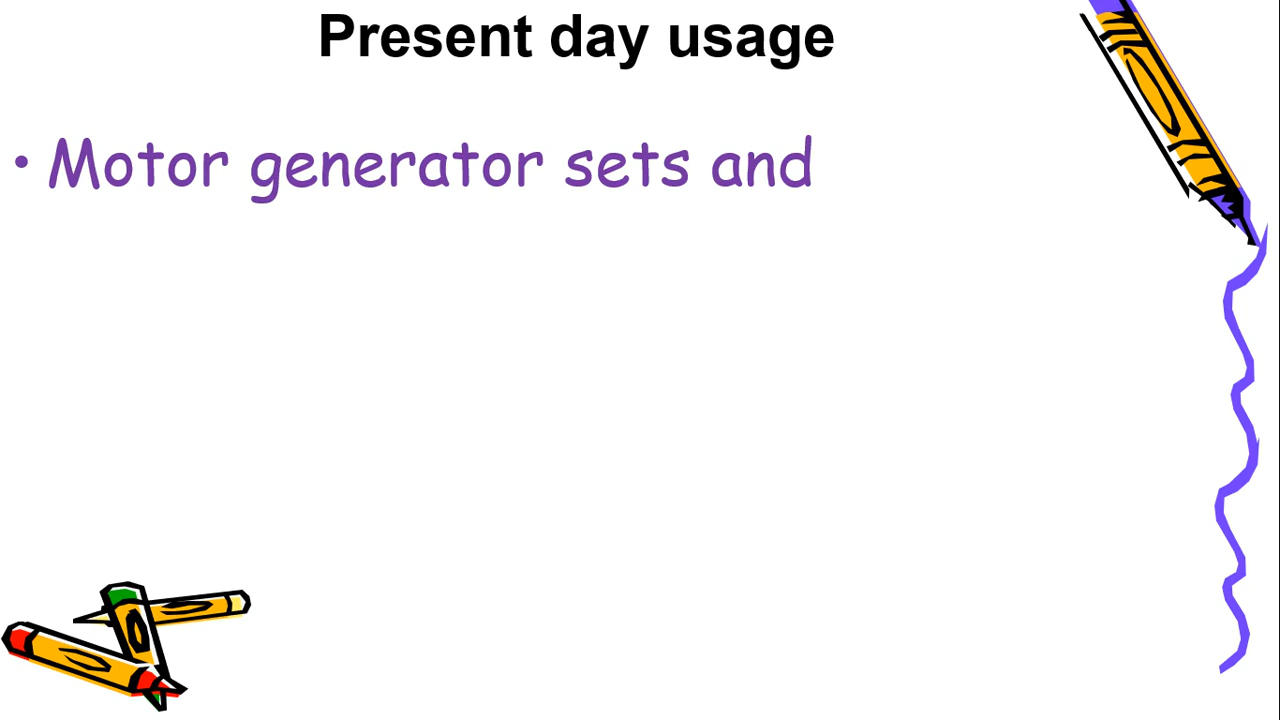 Present day usage
• Motor generator sets and